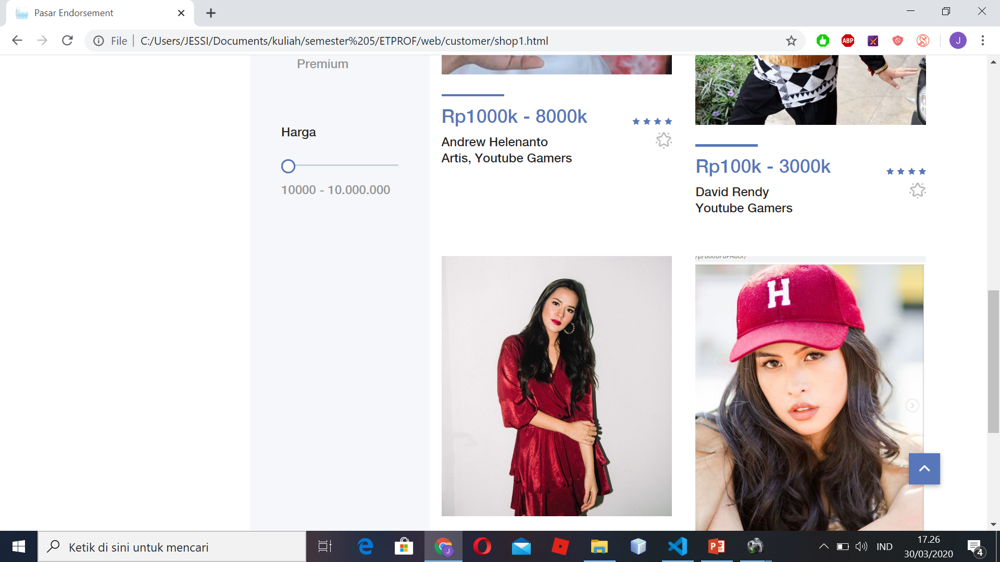 Pasar Endorsement
File
C:/Users/JESSI/Documents/kuliah/semester%205/ETPROF/web/customer/shop1.html
ABP
J
Premium
Harga
10000 - 10.000.000
Rp1000k - 8000k
Andrew Helenanto
Artis, Youtube Gamers
Rp100k - 3000k
David Rendy
Youtube Gamers
H
Ketik di sini untuk mencari
J
IND
17.26
30/03/2020
4